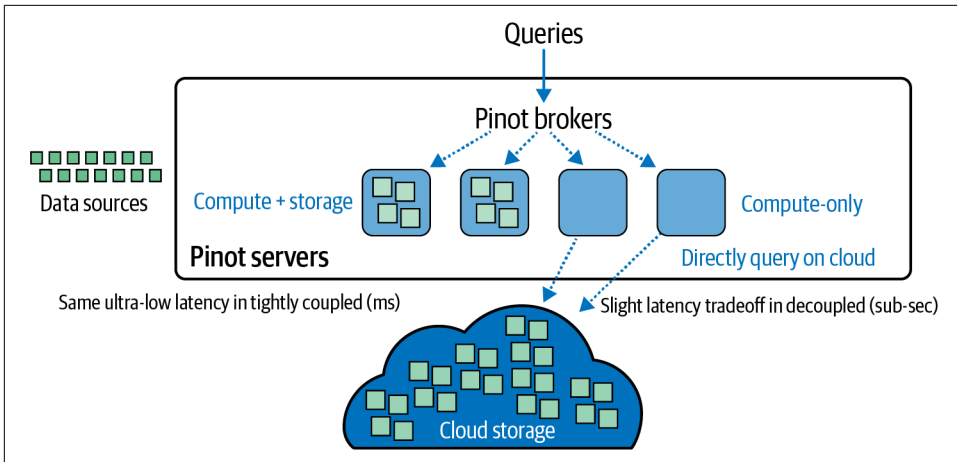 Queries
Pinot brokers
Data sources
Compute + storage
Compute-only
Pinot servers
Directly query on cloud
Same ultra-low latency in tightly coupled (ms)
Slight latency tradeoff in decoupled (sub-sec)
Cloud storage